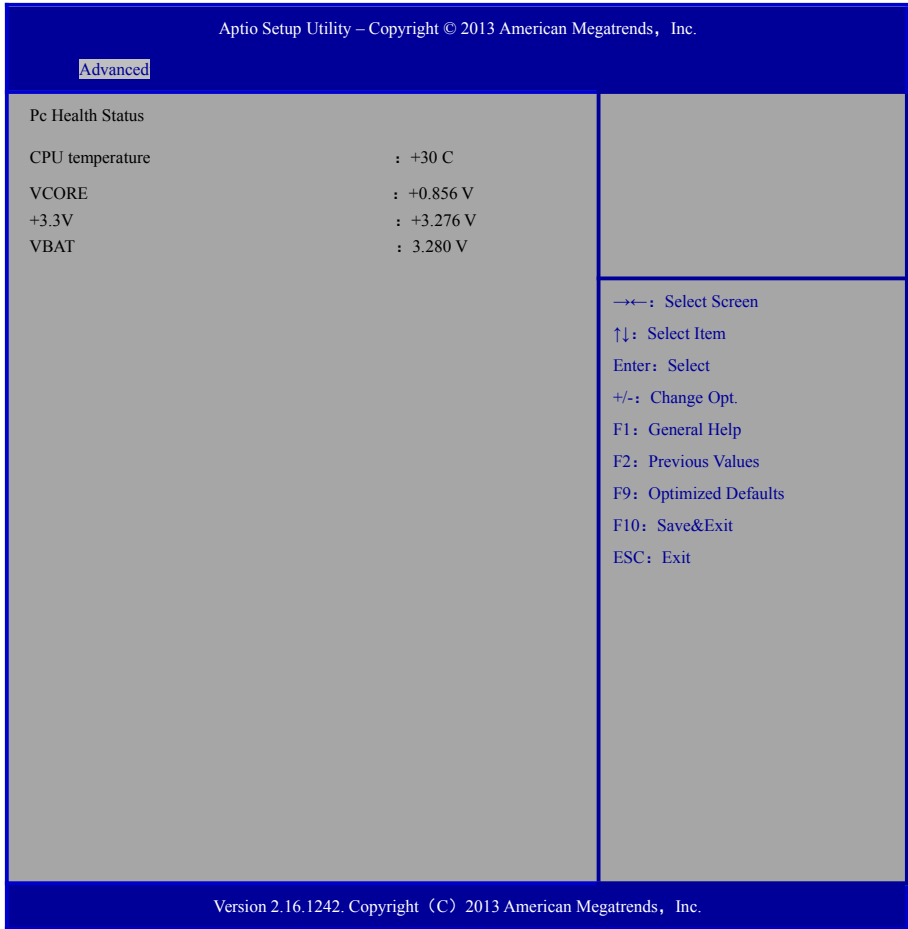 Aptio Setup Utility – Copyright © 2013 American Megatrends，Inc.
Advanced
Pc Health Status
CPU temperature ：+30 C
VCORE ：+0.856 V
+3.3V ：+3.276 V
VBAT ：3.280 V
→←：Select Screen
↑↓：Select Item
Enter：Select
+/-：Change Opt.
F1：General Help
F2：Previous Values
F9：Optimized Defaults
F10：Save&Exit
ESC：Exit
Version 2.16.1242. Copyright（C）2013 American Megatrends，Inc.